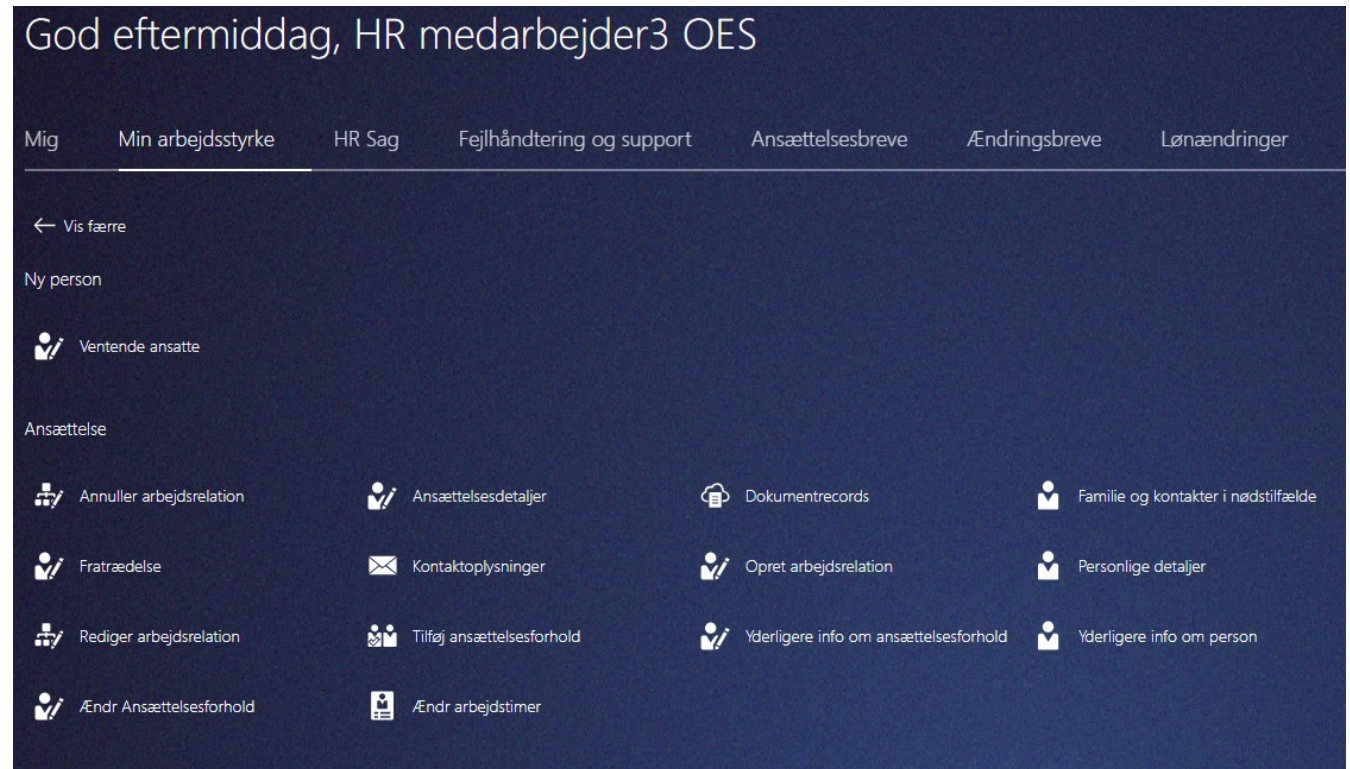 God eftermiddag, HR medarbejder3 OES
Mig Min arbejdsstyrke HR Sag Fejlhåndtering og support Ansættelsesbreve Ændringsbreve Lønændringer
← Vis færre
Ny person
Ventende ansatte
Ansættelse
Annuller arbejdsrelation Ansættelsesdetaljer Dokumentrecords Familie og kontakter i nødstilfælde
Fratrædelse Kontaktoplysninger Opret arbejdsrelation Personlige detaljer
Rediger arbejdsrelation Tilføj ansættelsesforhold Yderligere info om ansættelsesforhold Yderligere info om person
Ændr Ansættelsesforhold Ændr arbejdstimer